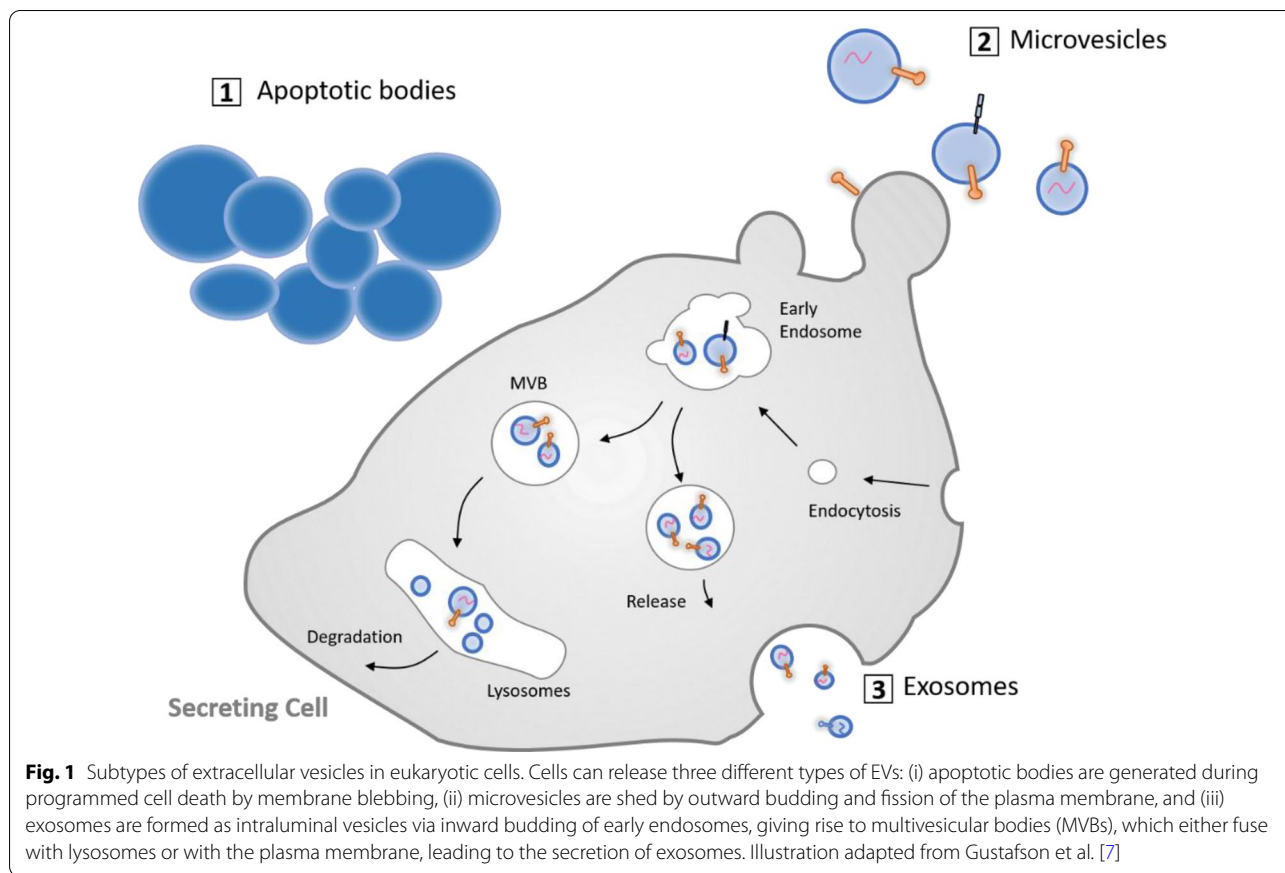 1 Apoptotic bodies
2 Microvesicles
Early
Endosome
MVB
Endocytosis
Release
Degradation
Lysosomes
Secreting Cell
3 Exosomes
Fig. 1 Subtypes of extracellular vesicles in eukaryotic cells. Cells can release three different types of EVs: (i) apoptotic bodies are generated during
programmed cell death by membrane blebbing, (ii) microvesicles are shed by outward budding and fission of the plasma membrane, and (iii)
exosomes are formed as intraluminal vesicles via inward budding of early endosomes, giving rise to multivesicular bodies (MVBs), which either fuse
with lysosomes or with the plasma membrane, leading to the secretion of exosomes. Illustration adapted from Gustafson et al. [7]